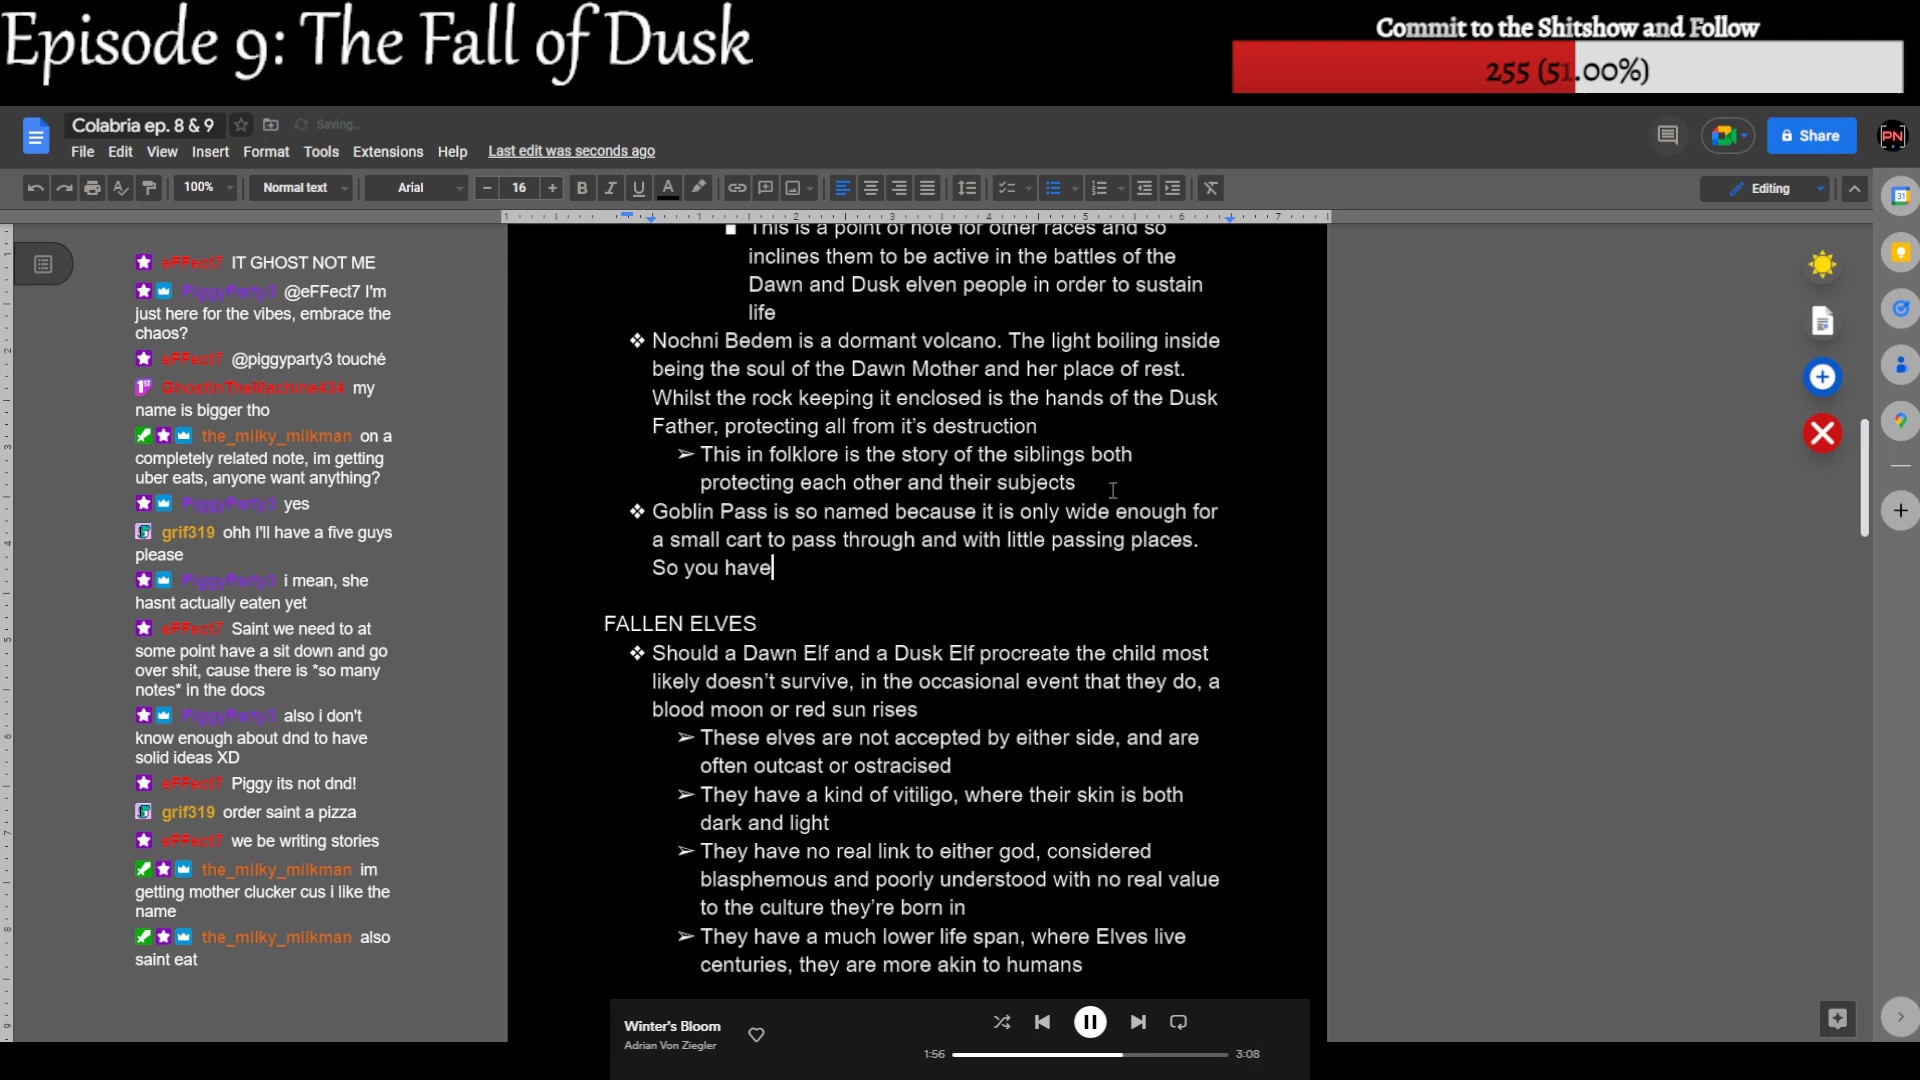 Episode 9: The Fall of Dusk
Commit to the Shitshow and Follow
255 (51.00%)
Colabria ep. 8 & 9
Saving...
File Edit View Insert Format Tools Extensions Help Last edit was seconds ago
Share
PN
100% Normal text Arial 16
Editing
eFFect7 IT GHOST NOT ME
PiggyParty3 @eFFect7 I'm
just here for the vibes, embrace the
chaos?
eFFect7 @piggyparty3 touché
GhostInTheMachine434 my
name is bigger tho
the_milky_milkman on a
completely related note, im getting
uber eats, anyone want anything?
PiggyParty3 yes
grif319 ohh I'll have a five guys
please
PiggyParty3 i mean, she
hasnt actually eaten yet
eFFect7 Saint we need to at
some point have a sit down and go
over shit, cause there is *so many
notes* in the docs
PiggyParty3 also i don't
know enough about dnd to have
solid ideas XD
eFFect7 Piggy its not dnd!
grif319 order saint a pizza
eFFect7 we be writing stories
the_milky_milkman im
getting mother clucker cus i like the
name
the_milky_milkman also
saint eat
This is a point of note for other races and so
inclines them to be active in the battles of the
Dawn and Dusk elven people in order to sustain
life
❖ Nochni Bedem is a dormant volcano. The light boiling inside
being the soul of the Dawn Mother and her place of rest.
Whilst the rock keeping it enclosed is the hands of the Dusk
Father, protecting all from it's destruction
➢ This in folklore is the story of the siblings both
protecting each other and their subjects
❖ Goblin Pass is so named because it is only wide enough for
a small cart to pass through and with little passing places.
So you have
FALLEN ELVES
❖ Should a Dawn Elf and a Dusk Elf procreate the child most
likely doesn't survive, in the occasional event that they do, a
blood moon or red sun rises
➢ These elves are not accepted by either side, and are
often outcast or ostracised
➢ They have a kind of vitiligo, where their skin is both
dark and light
➢ They have no real link to either god, considered
blasphemous and poorly understood with no real value
to the culture they're born in
➢ They have a much lower life span, where Elves live
centuries, they are more akin to humans
Winter's Bloom
Adrian Von Ziegler
1:56
3:08